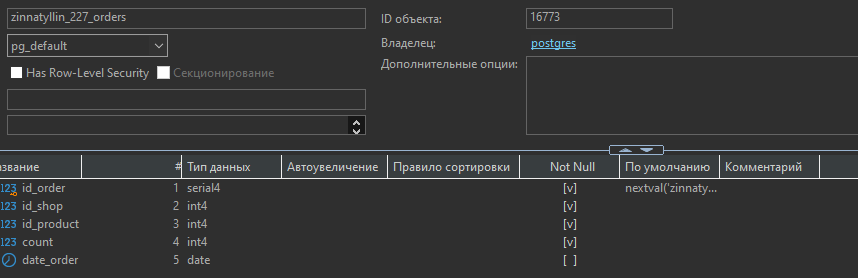 zinnatyllin_227_orders
ID объекта:
16773
pg_default
Владелец:
postgres
Has Row-Level Security
Секционирование
Дополнительные опции:
азвание # Тип данных Автоувеличение Правило сортировки Not Null По умолчанию Комментарий
123 id_order 1 serial4 [v] nextval('zinnaty...
123 id_shop 2 int4 [v]
123 id_product 3 int4 [v]
123 count 4 int4 [v]
date_order 5 date [ ]